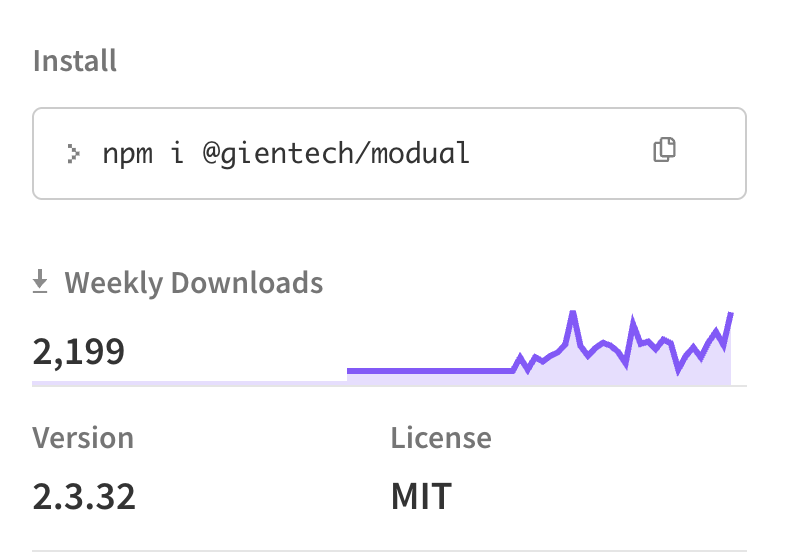 Install
> npm i @gientech/modual
Weekly Downloads
2,199
Version
License
2.3.32
MIT